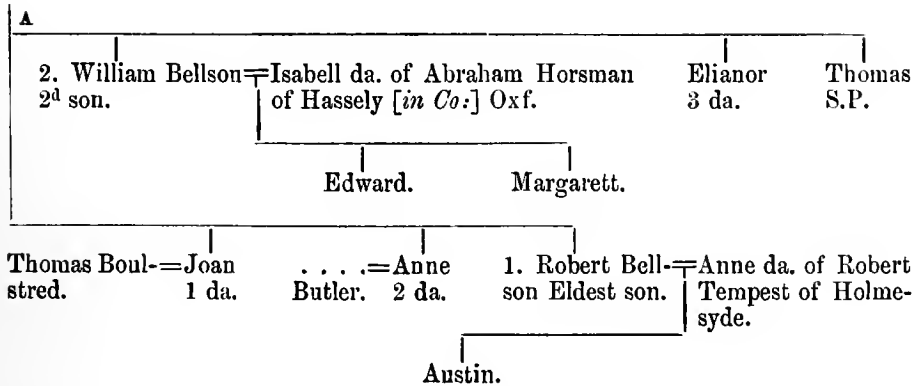 A
2. William Bellson=Isabell da. of Abraham Horsman Elianor Thomas
2d son. of Hassely [in Co:] Oxf. 3 da. S.P.
Edward. Margarett.
Thomas Boul-=Joan . . . .=Anne 1. Robert Bell-=Anne da. of Robert
stred. 1 da. Butler. 2 da. son Eldest son. Tempest of Holme-
syde.
Austin.